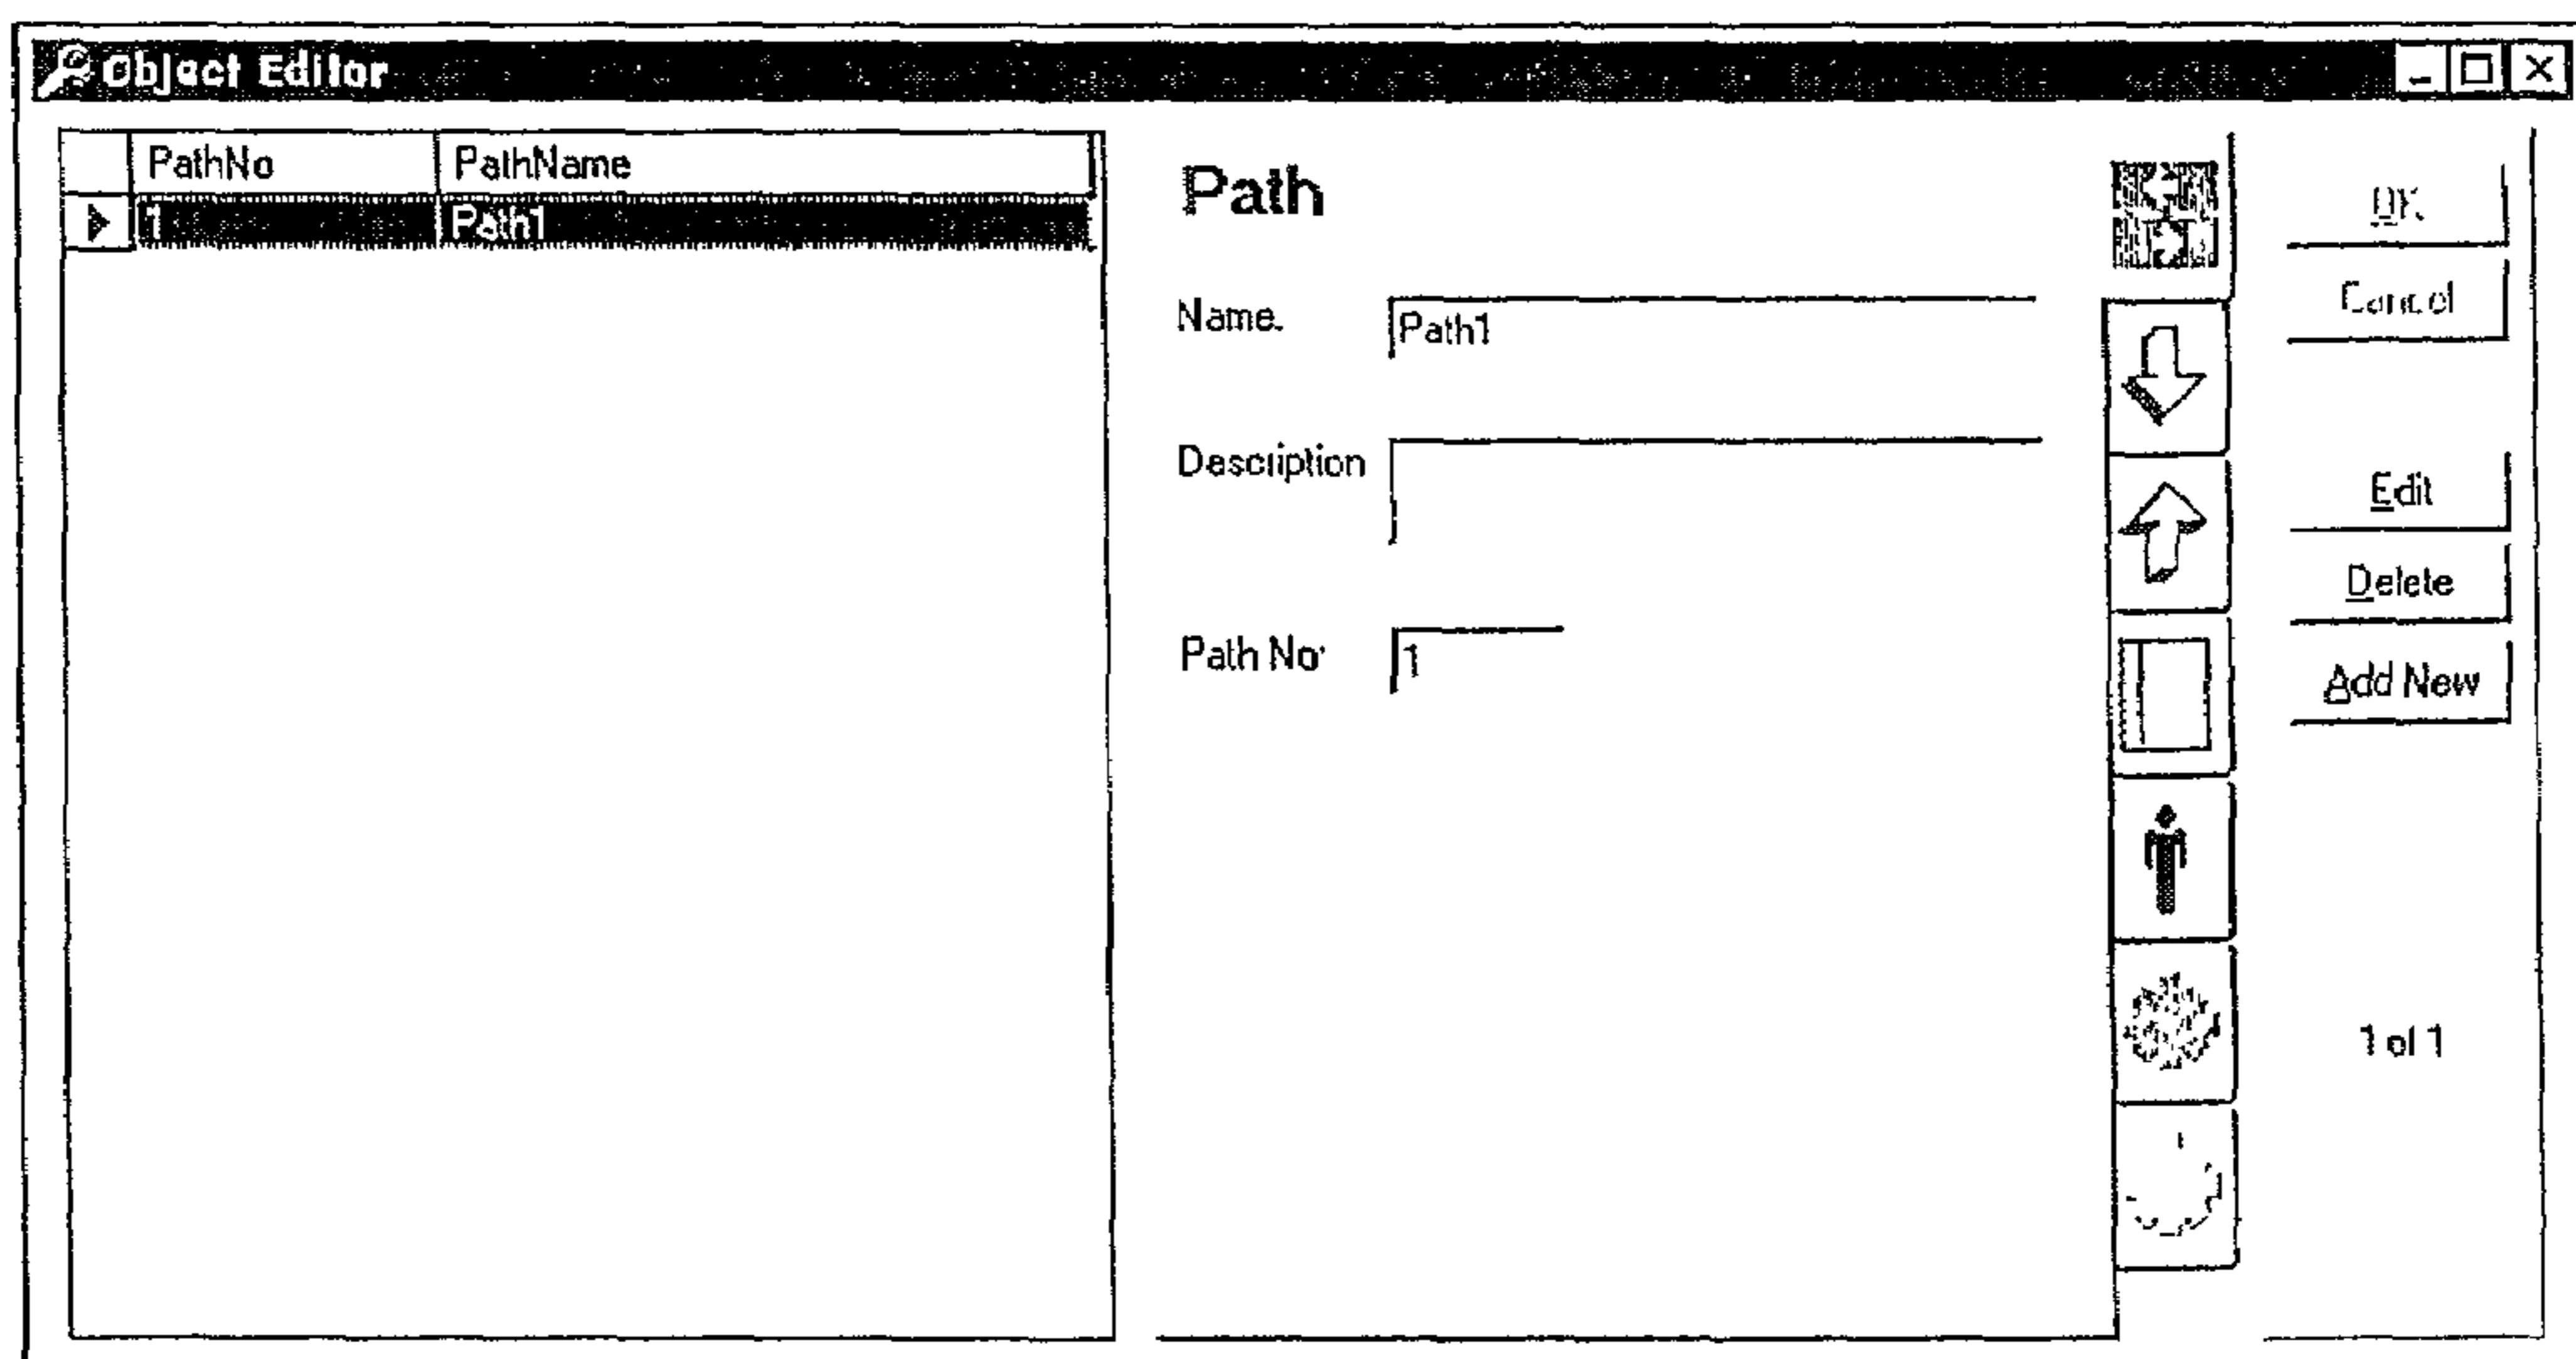 Object Editor
PathNo PathName
1 Path1
Path
Name. Path1
Description
Path No: 1
OK
Cancel
Edit
Delete
Add New
1 of 1